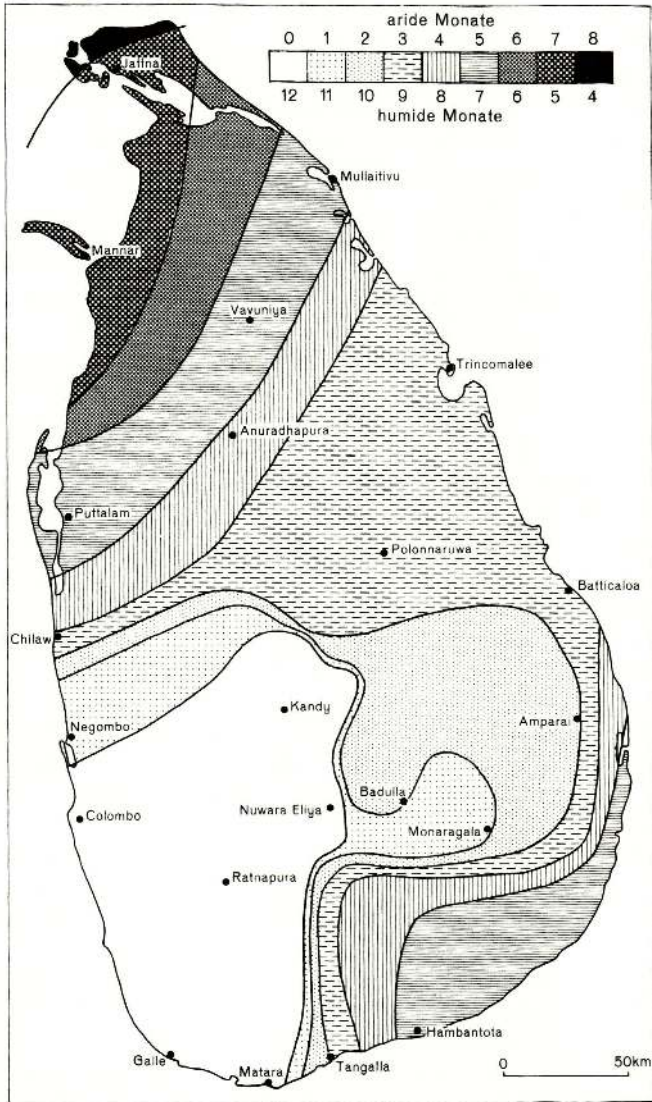 aride Monate
0 1 2 3 4 5 6 7 8
12 11 10 9 8 7 6 5 4
humide Monate
Jaffna
Mullaitivu
Mannar
Vavuniya
Trincomalee
Anuradhapura
Puttalam
Polonnaruwa
Batticaloa
Chilaw
Kandy
Amparai
Negombo
Badulla
Nuwara Eliya
Colombo
Monaragala
Ratnapura
Hambantota
Galle
Tangalla
Matara
0 50km